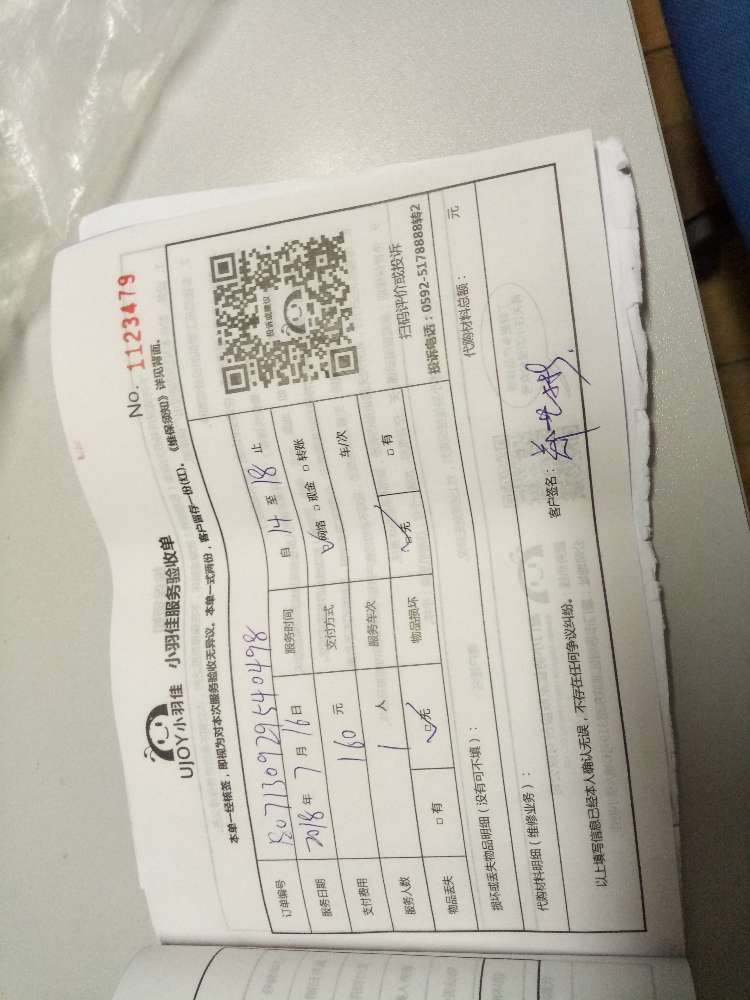 No. 1123479
UJOY小羽佳 小羽佳服务验收单
本单一经核签，即视为对本次服务验收无异议。本单一式两份，客户留存一份(红)。《维保须知》详见背面。
订单编号 180713092954049​8
服务日期 2018 年 7 月 16 日 服务时间 自 14 至 18 止
支付费用 160 元 支付方式 ☑网络 □现金 □转账
服务人数 1 人 服务车次 车/次
物品丢失 □有 ☑无 物品损坏 ☑无 □有
投诉或建议
扫码评价或投诉
投诉电话：0592-5178888转2
损坏或丢失物品明细（没有可不填）：
代购材料明细（维修业务）： 代购材料总额： 元
以上填写信息已经本人确认无误，不存在任何争议纠纷。 客户签名：